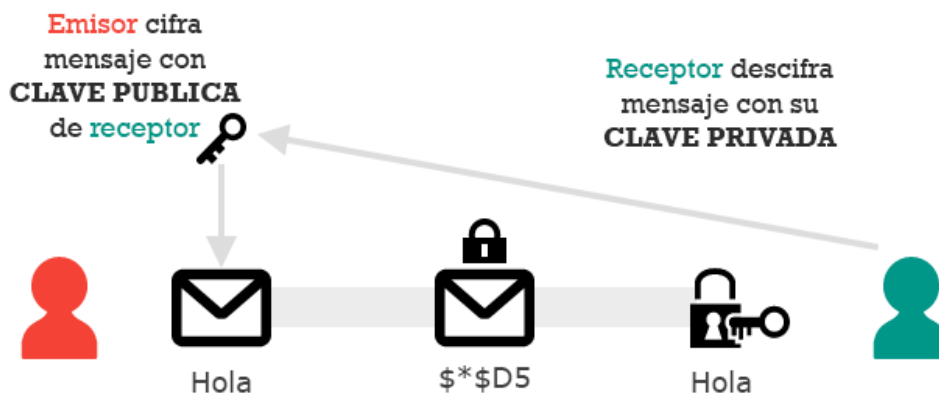 Emisor cifra
mensaje con
CLAVE PUBLICA
de receptor
Receptor descifra
mensaje con su
CLAVE PRIVADA
Hola
$*$D5
Hola